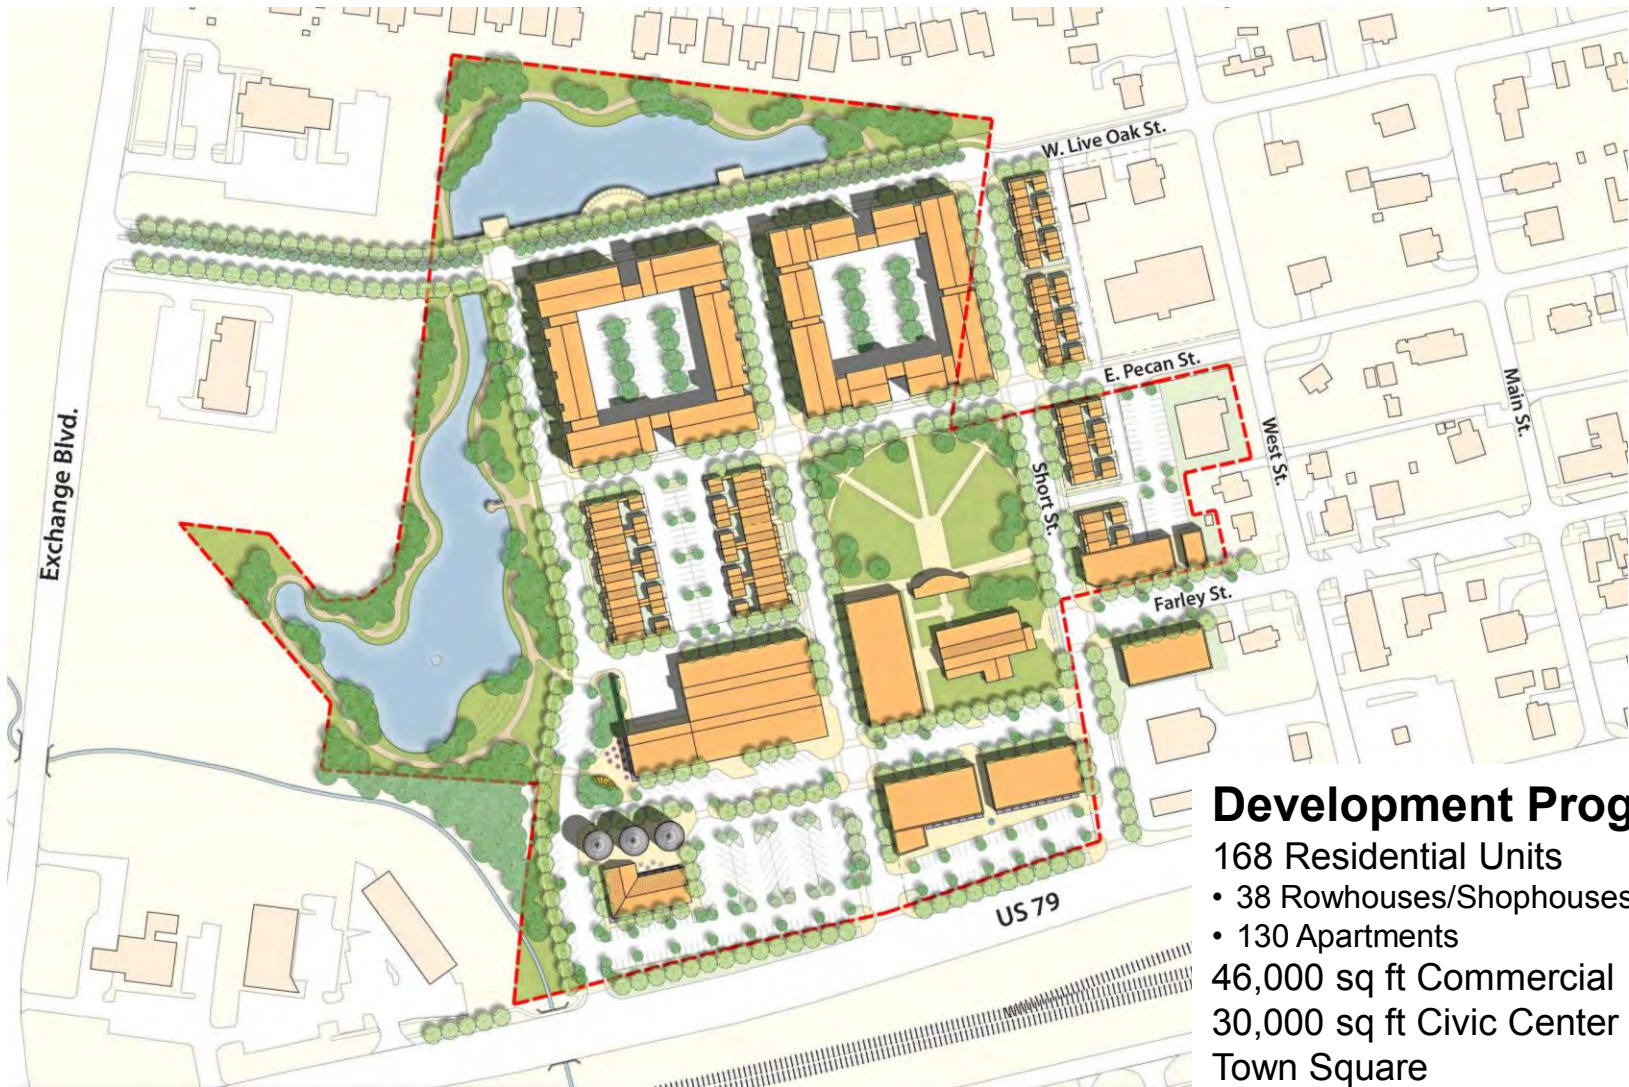 W. Live Oak St.
E. Pecan St.
Main St.
West St.
Exchange Blvd.
Short St.
Farley St.
US 79
Development Prog
168 Residential Units
• 38 Rowhouses/Shophouses
• 130 Apartments
46,000 sq ft Commercial
30,000 sq ft Civic Center
Town Square